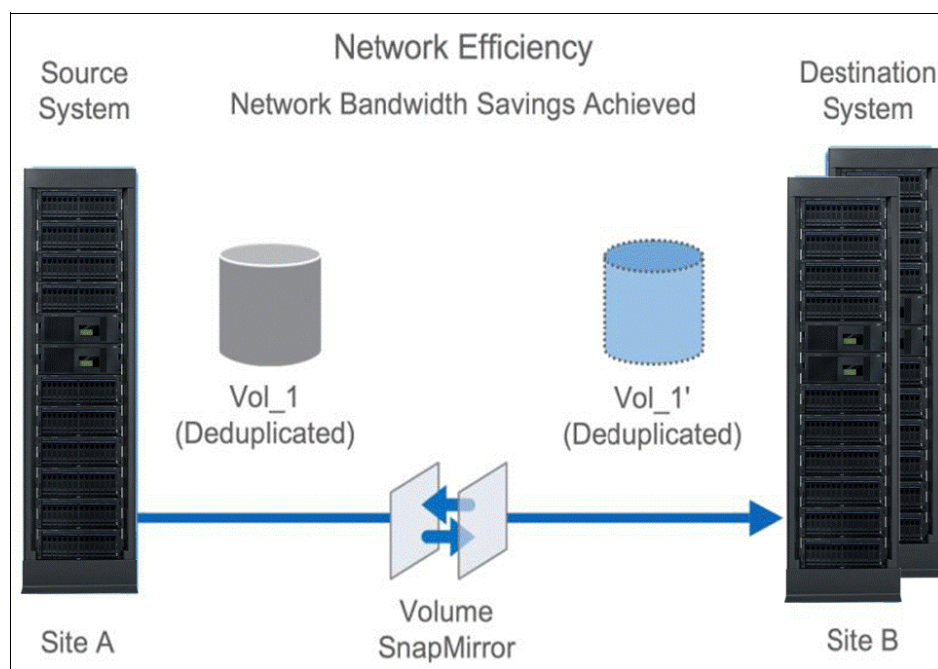 Network Efficiency
Network Bandwidth Savings Achieved
Source
System
Destination
System
Vol_1
(Deduplicated)
Vol_1'
(Deduplicated)
Volume
SnapMirror
Site A
Site B